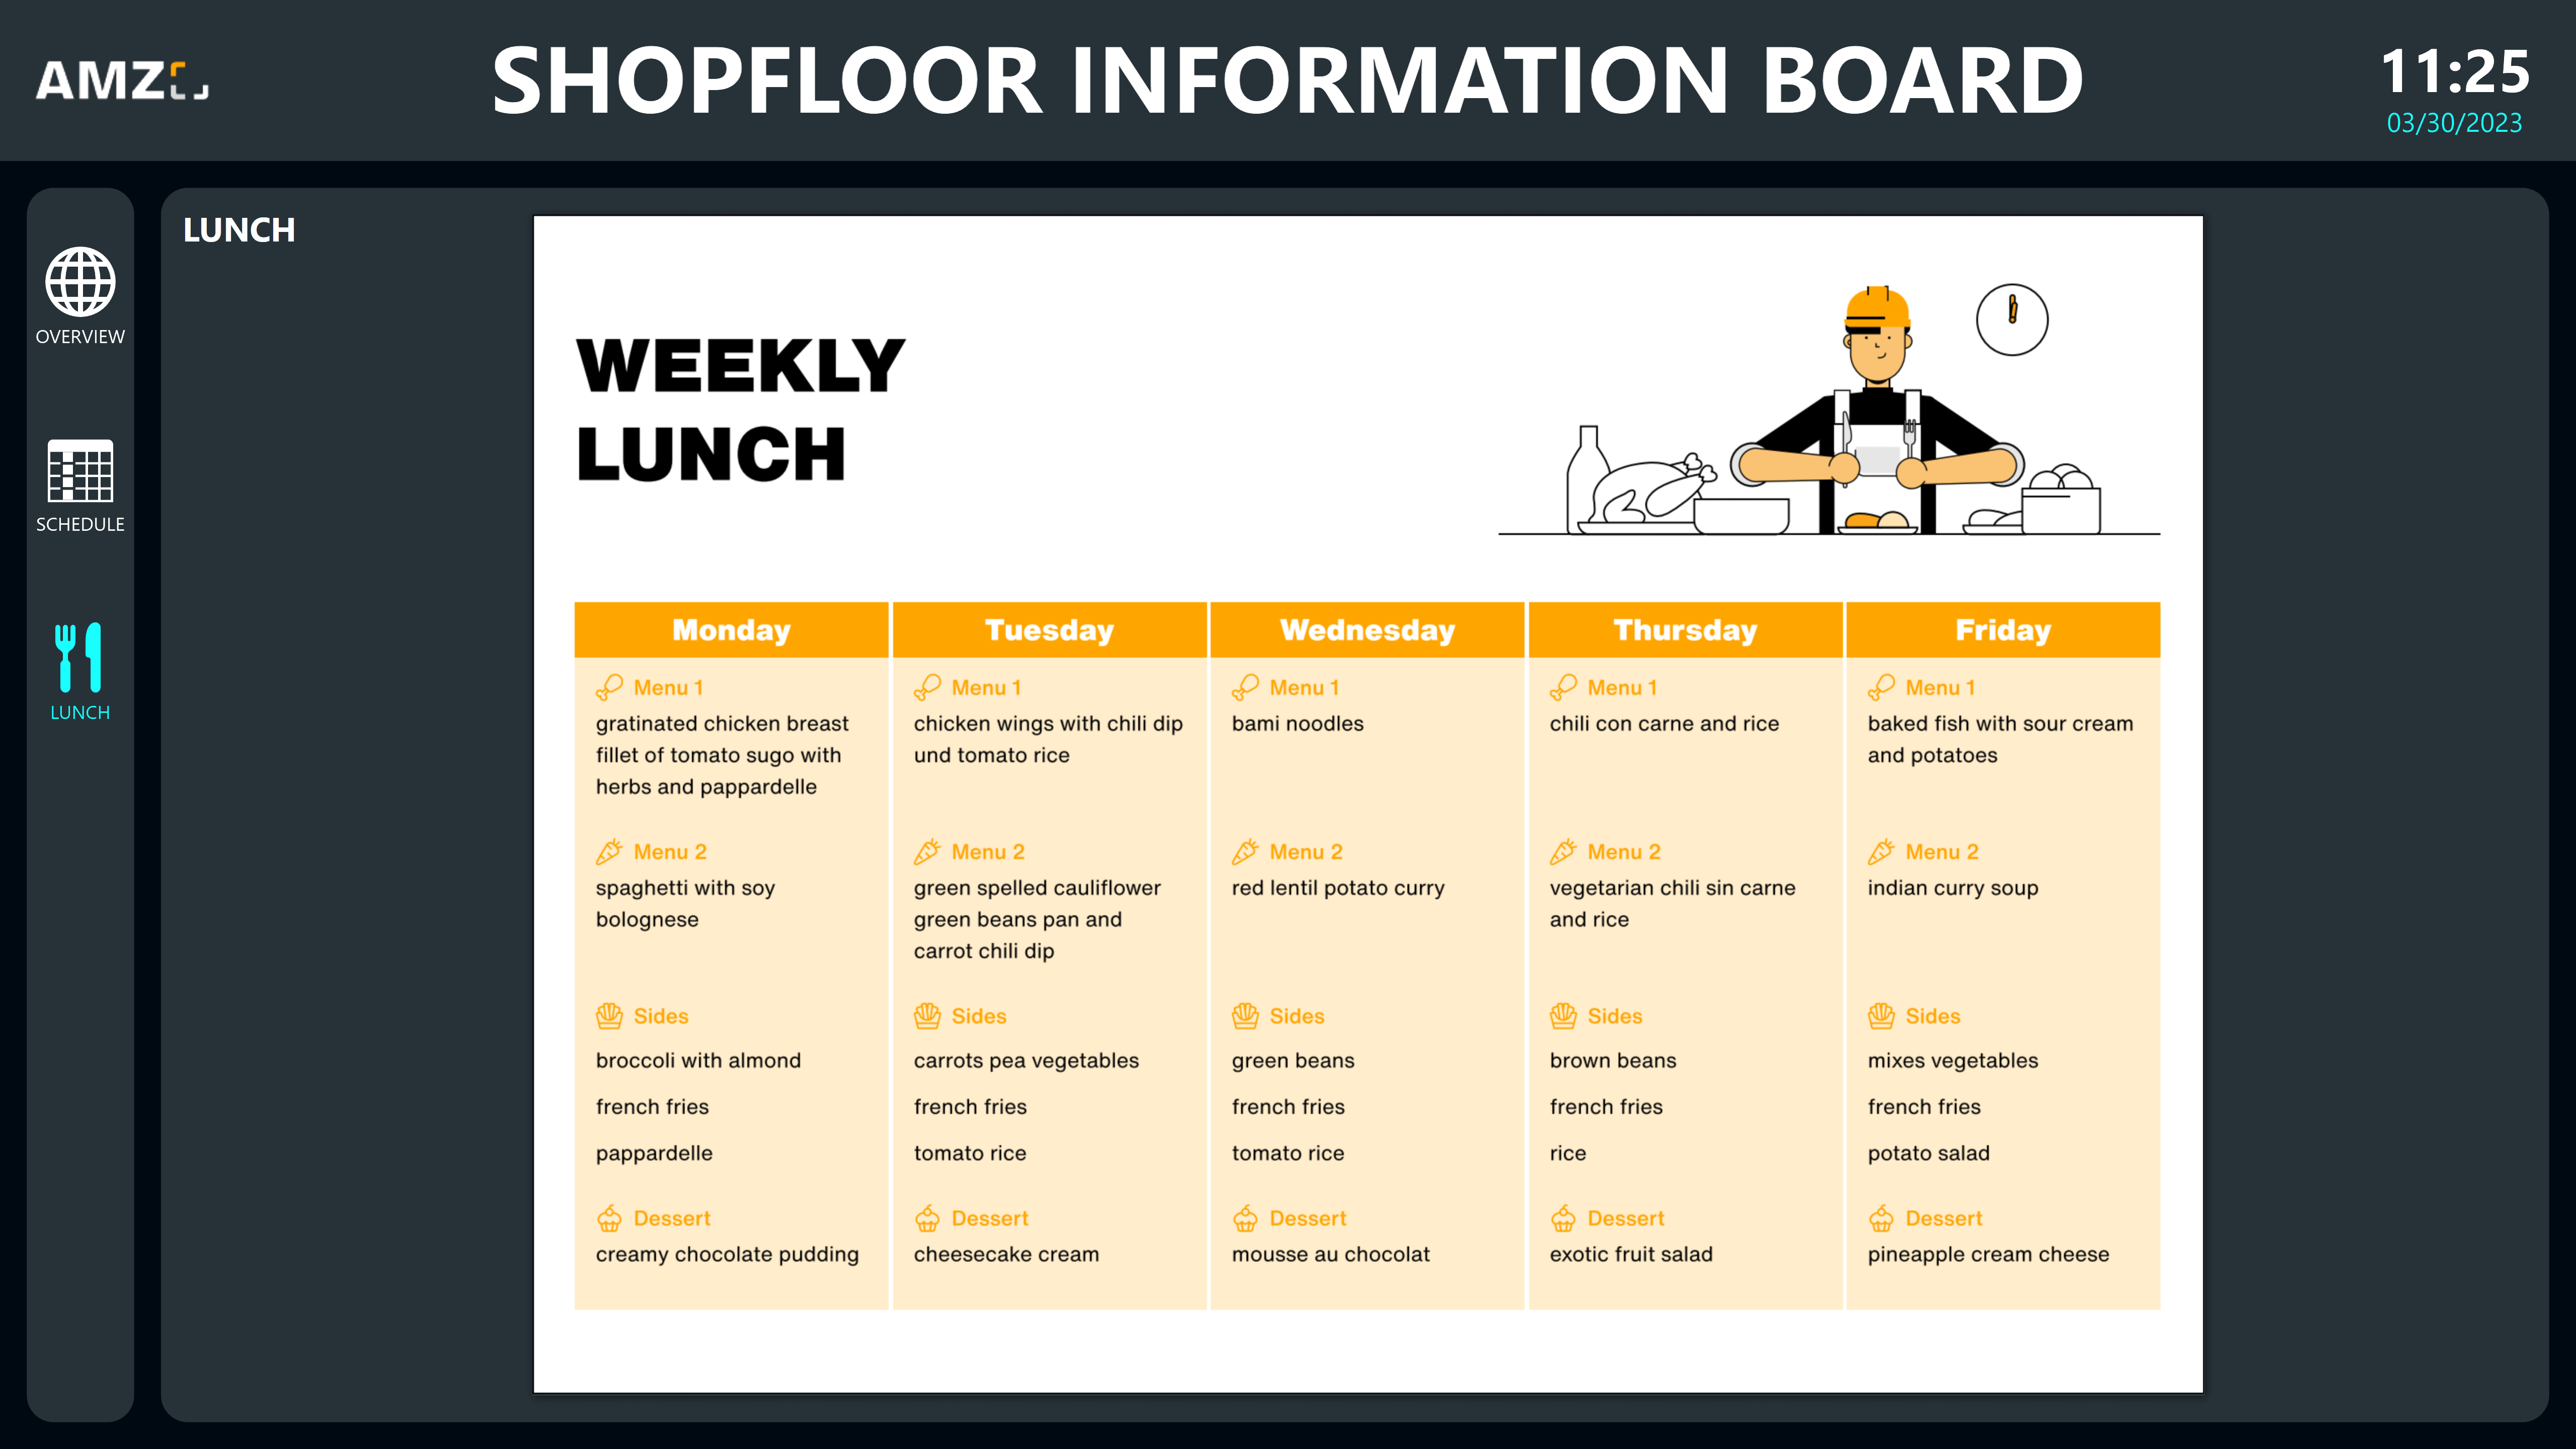 AMZ
SHOPFLOOR INFORMATION BOARD
11:25
03/30/2023
OVERVIEW
SCHEDULE
LUNCH
LUNCH
WEEKLY
LUNCH
Monday
Menu 1
gratinated chicken breast
fillet of tomato sugo with
herbs and pappardelle
Menu 2
spaghetti with soy
bolognese
Sides
broccoli with almond
french fries
pappardelle
Dessert
creamy chocolate pudding
Tuesday
Menu 1
chicken wings with chili dip
und tomato rice
Menu 2
green spelled cauliflower
green beans pan and
carrot chili dip
Sides
carrots pea vegetables
french fries
tomato rice
Dessert
cheesecake cream
Wednesday
Menu 1
bami noodles
Menu 2
red lentil potato curry
Sides
green beans
french fries
tomato rice
Dessert
mousse au chocolat
Thursday
Menu 1
chili con carne and rice
Menu 2
vegetarian chili sin carne
and rice
Sides
brown beans
french fries
rice
Dessert
exotic fruit salad
Friday
Menu 1
baked fish with sour cream
and potatoes
Menu 2
indian curry soup
Sides
mixes vegetables
french fries
potato salad
Dessert
pineapple cream cheese